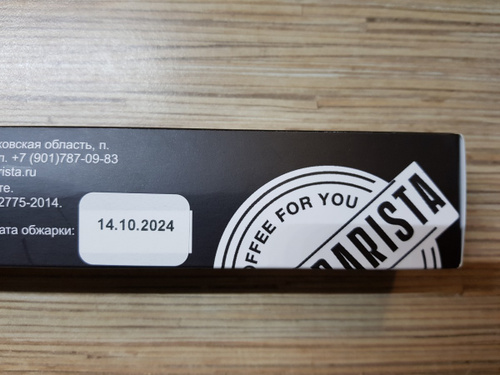 ковская область, п.
л. +7 (901)787-09-83
rista.ru
те.
2775-2014.
ата обжарки:
14.10.2024
OFFEE FOR YOU
BARISTA